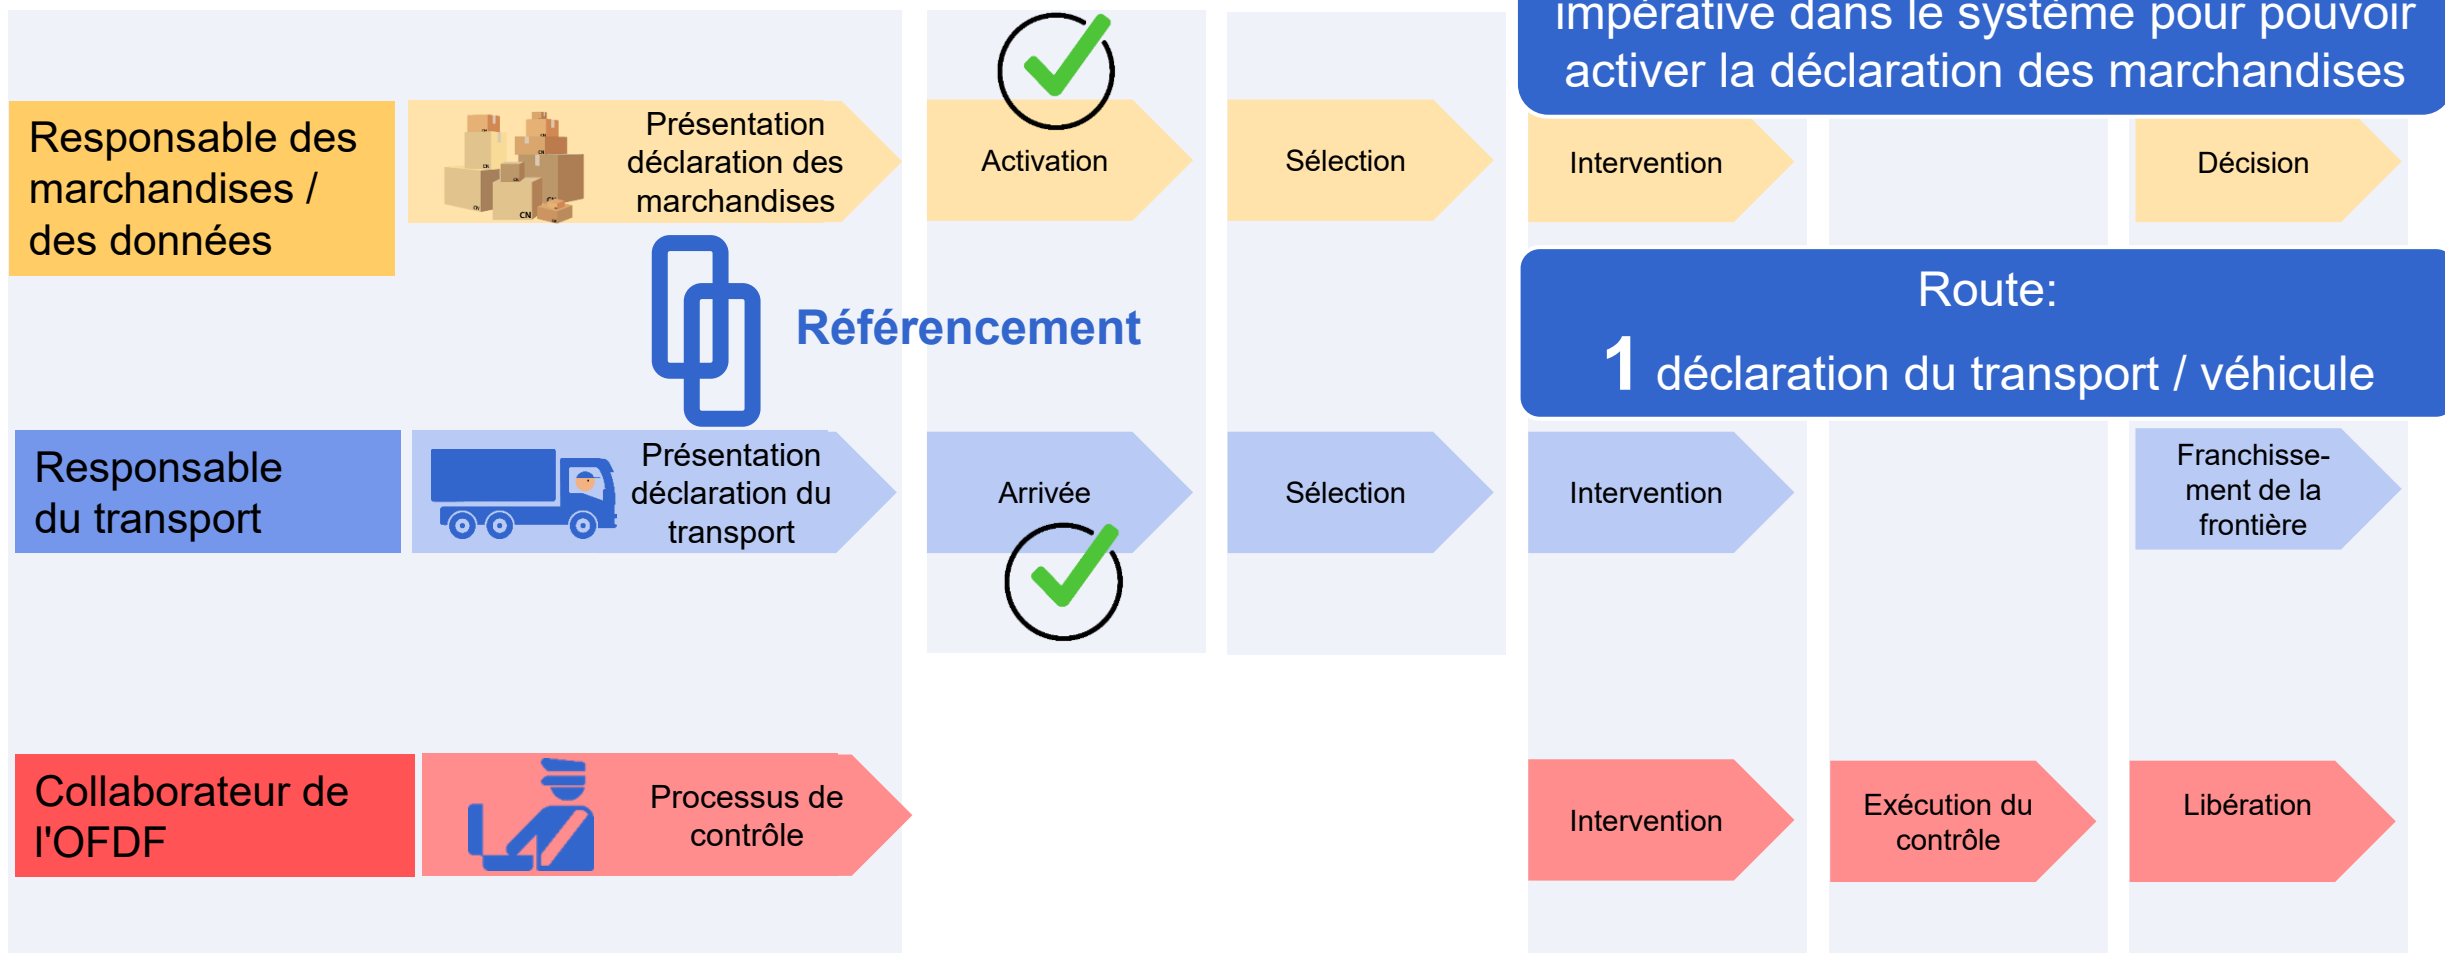 impérative dans le système pour pouvoir
activer la déclaration des marchandises
Responsable des
marchandises /
des données
CN
CN
CN
Présentation
déclaration des
marchandises
Activation
Sélection
Intervention
Décision
Référencement
Route:
1 déclaration du transport / véhicule
Responsable
du transport
Présentation
déclaration du
transport
Arrivée
Sélection
Intervention
Franchisse-
ment de la
frontière
Collaborateur de
l'OFDF
Processus de
contrôle
Intervention
Exécution du
contrôle
Libération